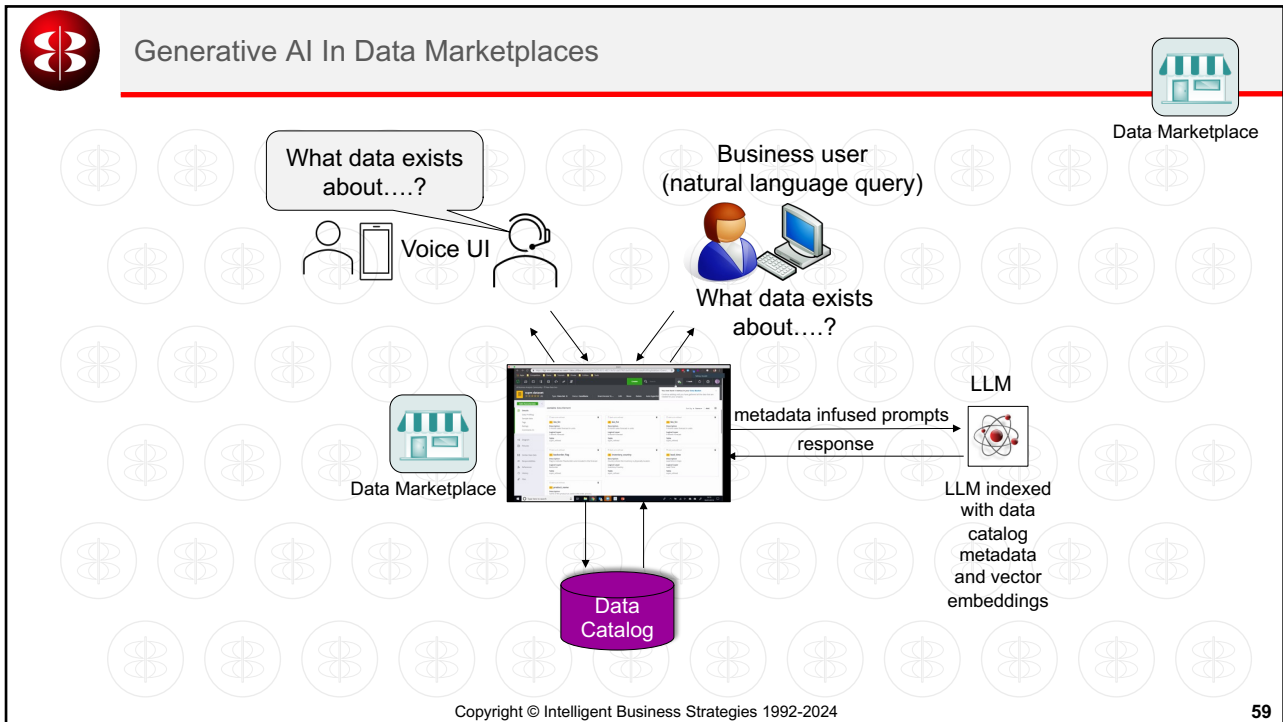 Generative AI In Data Marketplaces
Data Marketplace
What data exists
about....?
Voice UI
Business user
(natural language query)
What data exists
about....?
Data Marketplace
metadata infused prompts
response
LLM
LLM indexed
with data
catalog
metadata
and vector
embeddings
Data
Catalog
Copyright © Intelligent Business Strategies 1992-2024
59